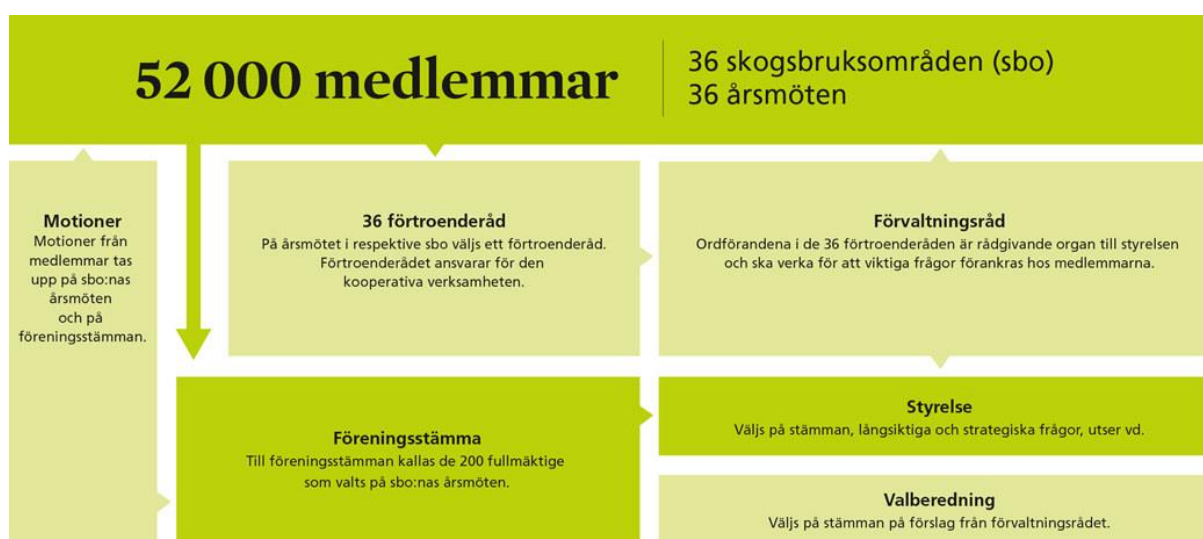 52 000 medlemmar
36 skogsbruksområden (sbo)
36 årsmöten
Motioner
Motioner från
medlemmar tas
upp på sbo:nas
årsmöten
och på
föreningsstämman.
36 förtroenderåd
På årsmötet i respektive sbo väljs ett förtroenderåd.
Förtroenderådet ansvarar för den
kooperativa verksamheten.
Förvaltningsråd
Ordförandena i de 36 förtroenderåden är rådgivande organ till styrelsen
och ska verka för att viktiga frågor förankras hos medlemmarna.
Föreningsstämma
Till föreningsstämman kallas de 200 fullmäktige
som valts på sbo:nas årsmöten.
Styrelse
Väljs på stämman, långsiktiga och strategiska frågor, utser vd.
Valberedning
Väljs på stämman på förslag från förvaltningsrådet.